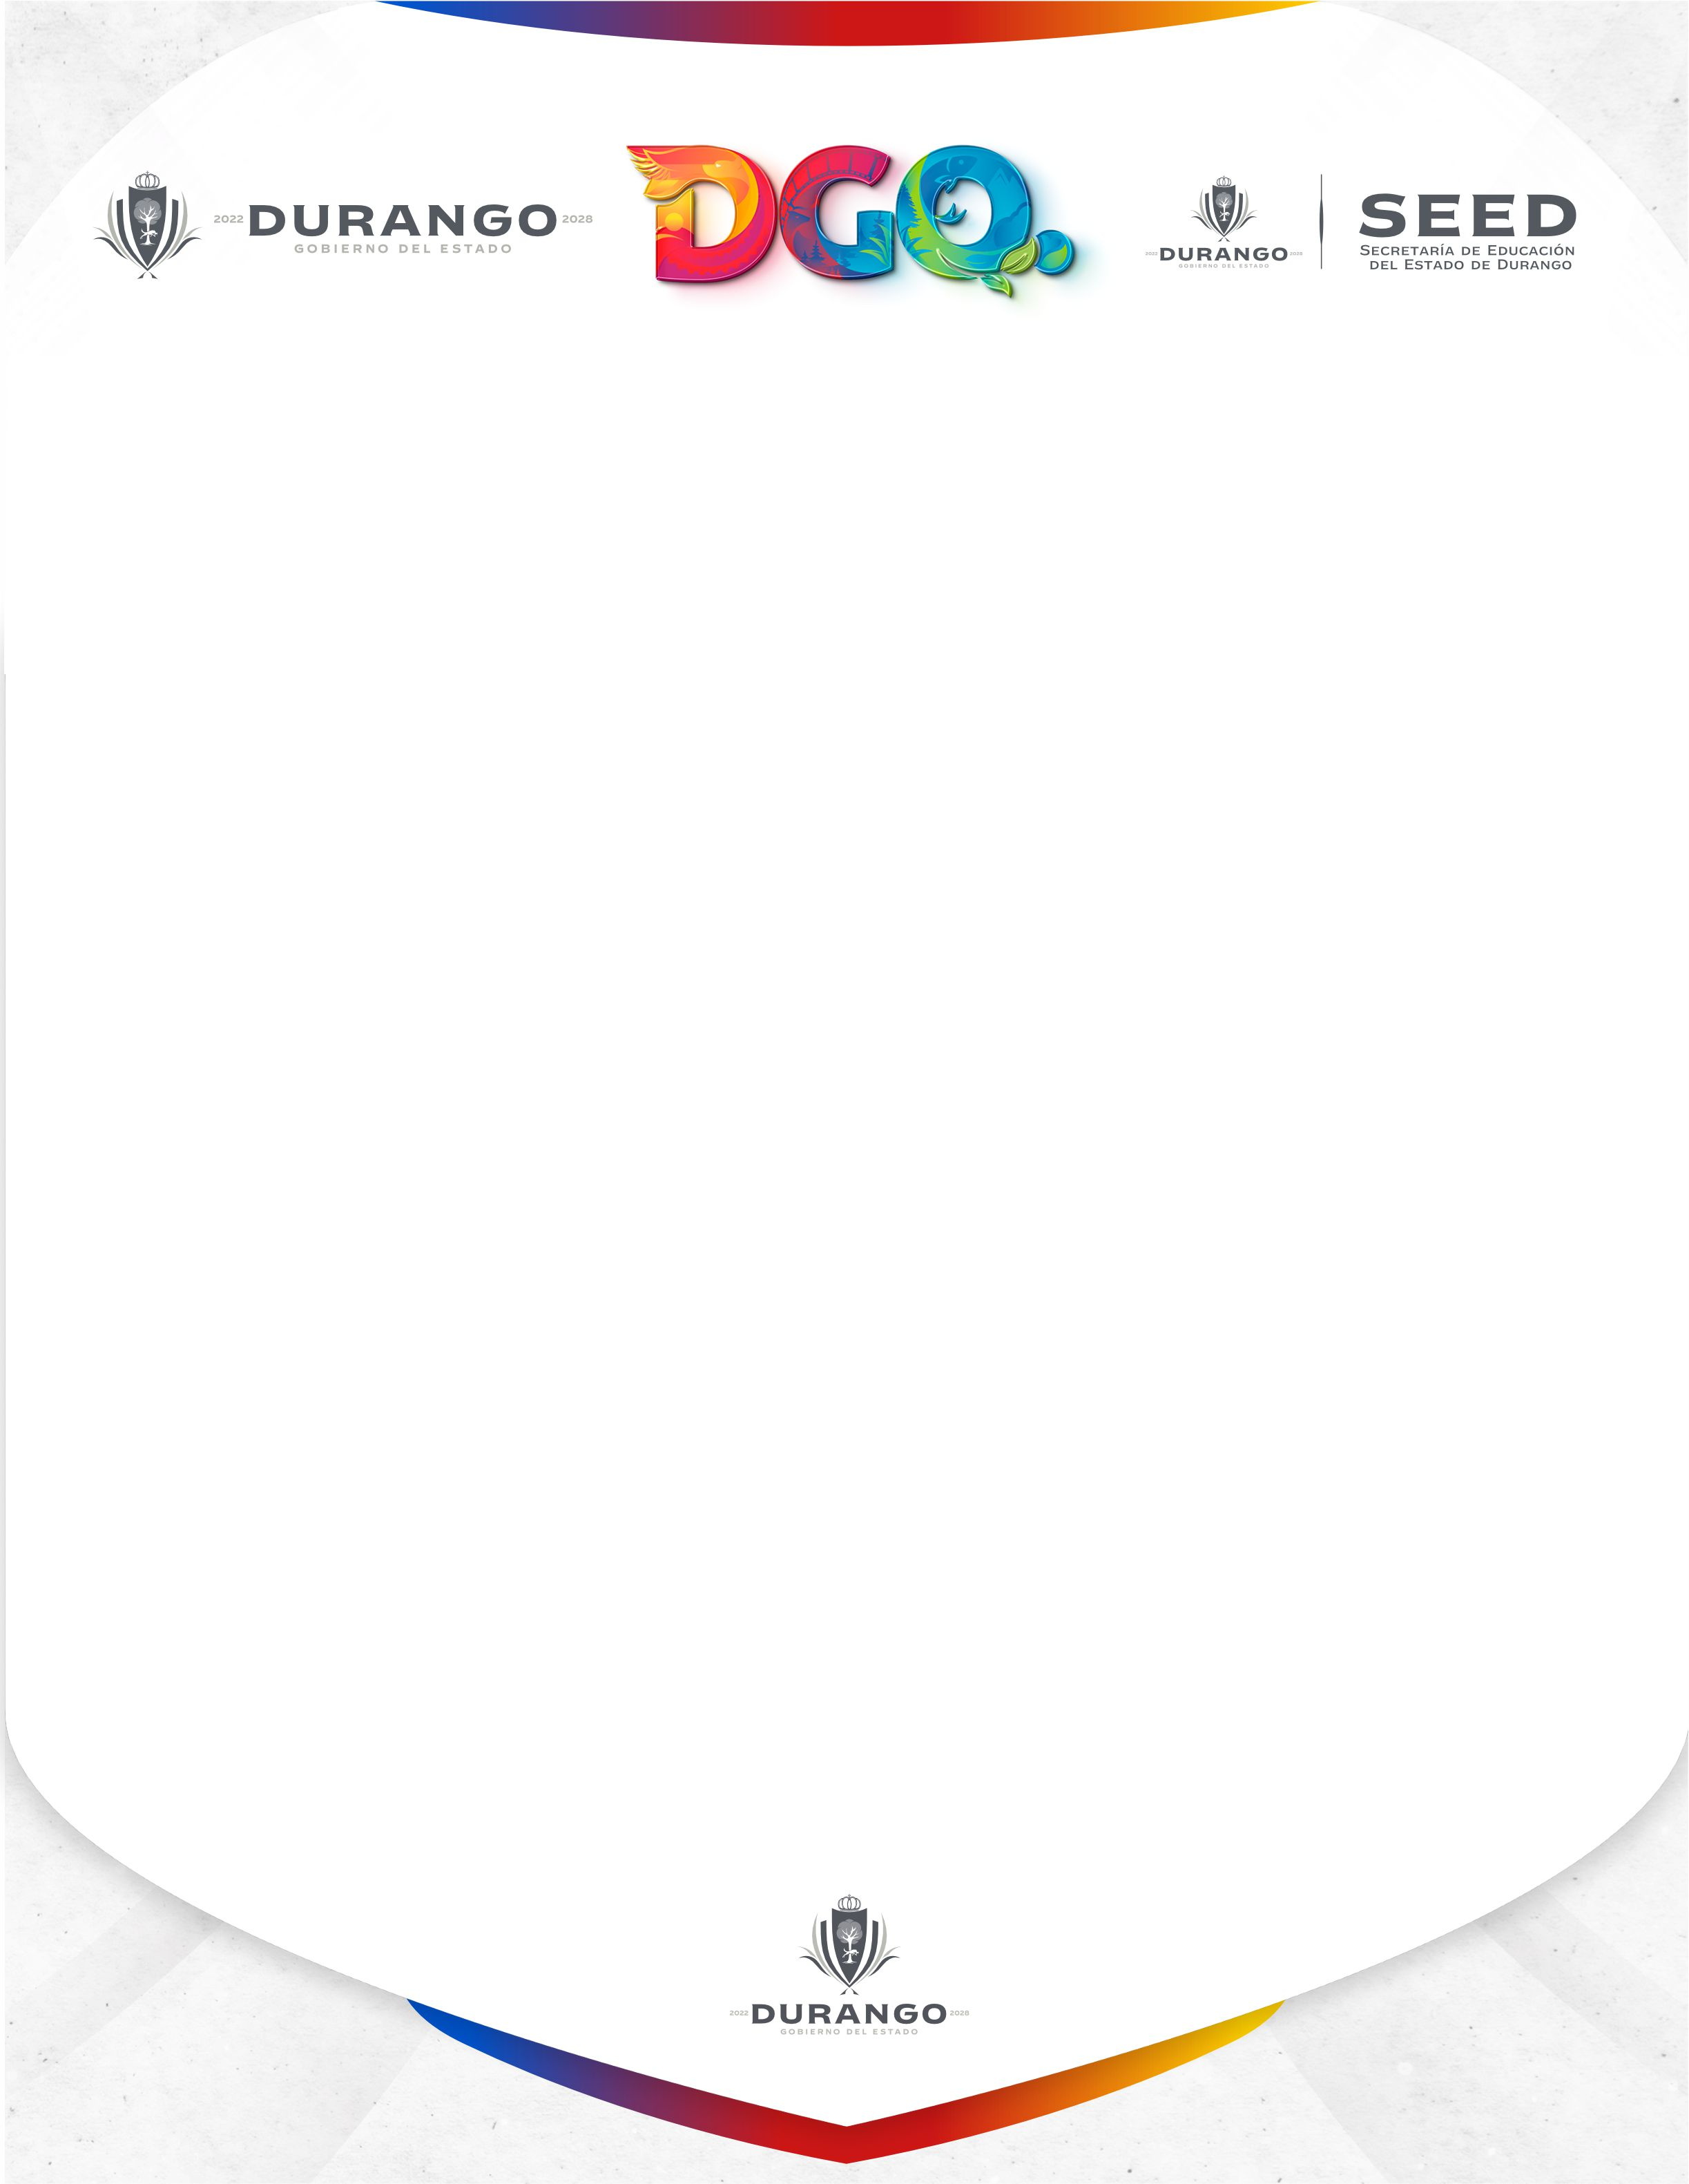 2022 DURANGO 2028
GOBIERNO DEL ESTADO
DGO
2022 DURANGO 2028
GOBIERNO DEL ESTADO
SEED
SECRETARÍA DE EDUCACIÓN
DEL ESTADO DE DURANGO
2022 DURANGO 2028
GOBIERNO DEL ESTADO